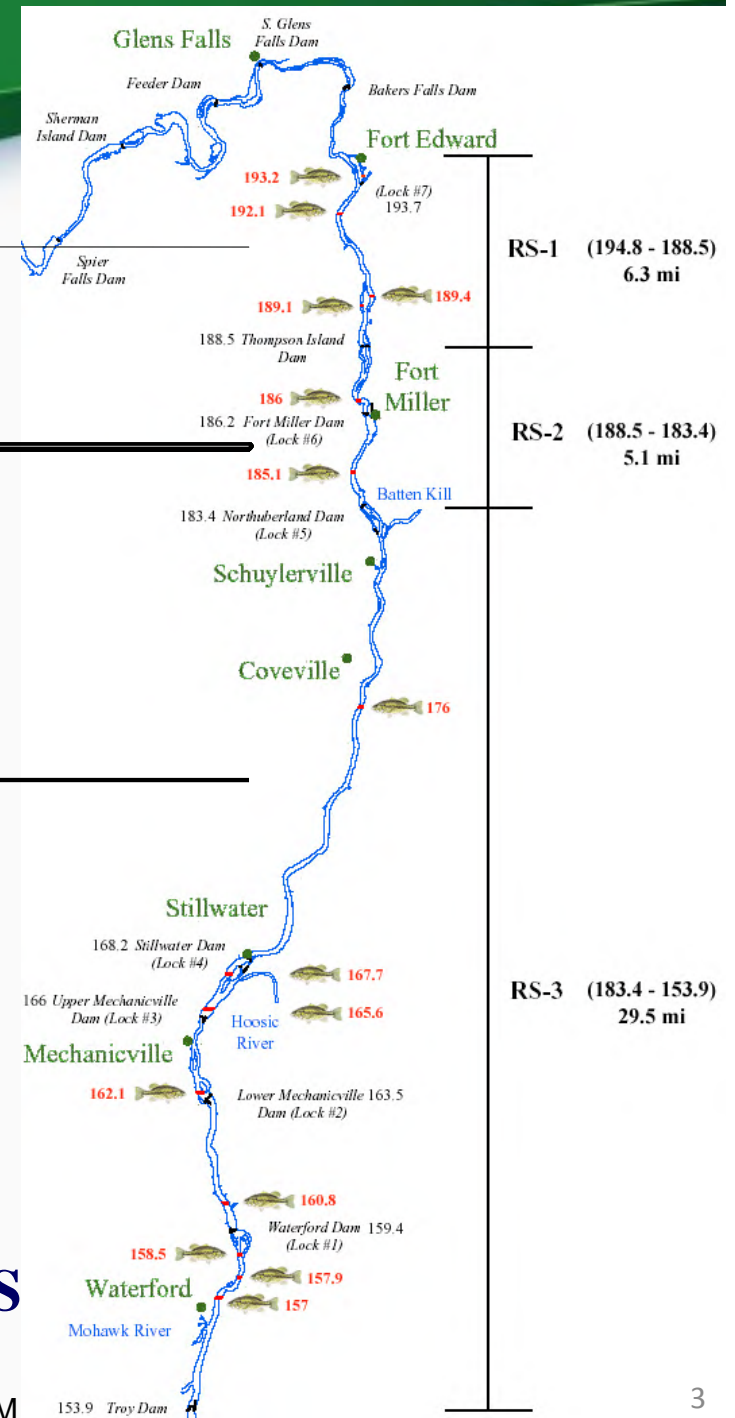 S. Glens
Falls Dam
Glens Falls
Feeder Dam
Bakers Falls Dam
Sherman
Island Dam
Fort Edward
193.2
(Lock #7)
193.7
192.1
Spier
Falls Dam
RS-1 (194.8 - 188.5)
6.3 mi
189.4
189.1
188.5 Thompson Island
Dam
Fort
Miller
186
186.2 Fort Miller Dam
(Lock #6)
RS-2 (188.5 - 183.4)
5.1 mi
185.1
Batten Kill
183.4 Northuberland Dam
(Lock #5)
Schuylerville
Coveville
176
Stillwater
168.2 Stillwater Dam
(Lock #4)
167.7
166 Upper Mechanicville
Dam (Lock #3)
165.6
Hoosic
River
RS-3 (183.4 - 153.9)
29.5 mi
Mechanicville
162.1
Lower Mechanicville 163.5
Dam (Lock #2)
160.8
Waterford Dam 159.4
(Lock #1)
158.5
157.9
S
Waterford
157
Mohawk River
M
153.9 Troy Dam
3